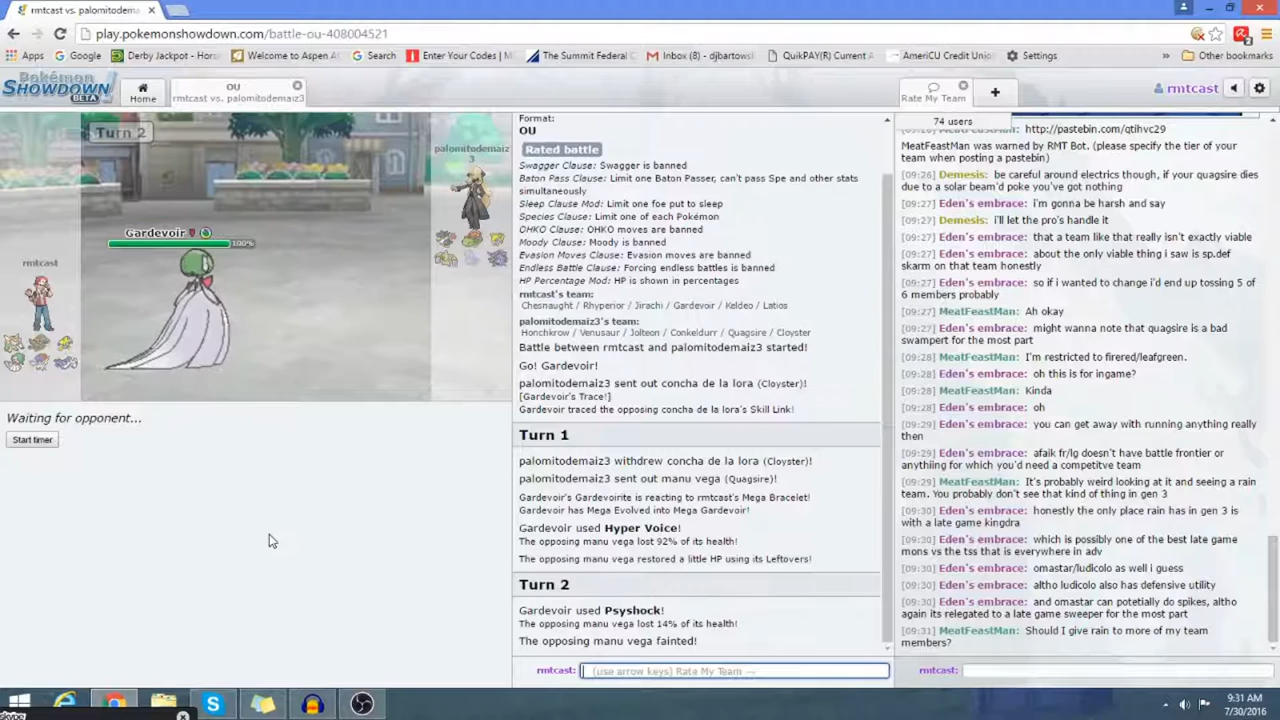 rmtcast vs. palomitodema
play.pokemonshowdown.com/battle-ou-408004521
Apps
Google
Derby Jackpot - Hors
Welcome to Aspen At
Search
Enter Your Codes | M
The Summit Federal C
Inbox (8) - djbartows
QuikPAY(R) Current A
AmeriCU Credit Unio
Settings
»
Other bookmarks
Pokémon
SHOWDOWN
BETA
Home
OU
rmtcast vs. palomitodemaiz3
Rate My Team
+
rmtcast
74 users
Turn 2
palomitodemaiz
3
Gardevoir
100%
rmtcast
Waiting for opponent...
Start timer
Format:
OU
Rated battle
Swagger Clause: Swagger is banned
Baton Pass Clause: Limit one Baton Passer, can't pass Spe and other stats
simultaneously
Sleep Clause Mod: Limit one foe put to sleep
Species Clause: Limit one of each Pokémon
OHKO Clause: OHKO moves are banned
Moody Clause: Moody is banned
Evasion Moves Clause: Evasion moves are banned
Endless Battle Clause: Forcing endless battles is banned
HP Percentage Mod: HP is shown in percentages
rmtcast's team:
Chesnaught / Rhyperior / Jirachi / Gardevoir / Keldeo / Latios
palomitodemaiz3's team:
Honchkrow / Venusaur / Jolteon / Conkeldurr / Quagsire / Cloyster
Battle between rmtcast and palomitodemaiz3 started!
Go! Gardevoir!
palomitodemaiz3 sent out concha de la lora (Cloyster)!
[Gardevoir's Trace!]
Gardevoir traced the opposing concha de la lora's Skill Link!
Turn 1
palomitodemaiz3 withdrew concha de la lora (Cloyster)!
palomitodemaiz3 sent out manu vega (Quagsire)!
Gardevoir's Gardevoirite is reacting to rmtcast's Mega Bracelet!
Gardevoir has Mega Evolved into Mega Gardevoir!
Gardevoir used Hyper Voice!
The opposing manu vega lost 92% of its health!
The opposing manu vega restored a little HP using its Leftovers!
Turn 2
Gardevoir used Psyshock!
The opposing manu vega lost 14% of its health!
The opposing manu vega fainted!
rmtcast:
(use arrow keys) Rate My Team —
http://pastebin.com/qtihvc29
MeatFeastMan was warned by RMT Bot. (please specify the tier of your
team when posting a pastebin)
[09:26] Demesis: be careful around electrics though, if your quagsire dies
due to a solar beam'd poke you've got nothing
[09:27] Eden's embrace: i'm gonna be harsh and say
[09:27] Demesis: i'll let the pro's handle it
[09:27] Eden's embrace: that a team like that really isn't exactly viable
[09:27] Eden's embrace: about the only viable thing i saw is sp.def
skarm on that team honestly
[09:27] Eden's embrace: so if i wanted to change i'd end up tossing 5 of
6 members probably
[09:27] MeatFeastMan: Ah okay
[09:27] Eden's embrace: might wanna note that quagsire is a bad
swampert for the most part
[09:28] MeatFeastMan: I'm restricted to firered/leafgreen.
[09:28] Eden's embrace: oh this is for ingame?
[09:28] MeatFeastMan: Kinda
[09:28] Eden's embrace: oh
[09:29] Eden's embrace: you can get away with running anything really
then
[09:29] Eden's embrace: afaik fr/lg doesn't have battle frontier or
anythiing for which you'd need a competitve team
[09:29] MeatFeastMan: It's probably weird looking at it and seeing a rain
team. You probably don't see that kind of thing in gen 3
[09:30] Eden's embrace: honestly the only place rain has in gen 3 is
with a late game kingdra
[09:30] Eden's embrace: which is possibly one of the best late game
mons vs the tss that is everywhere in adv
[09:30] Eden's embrace: omastar/ludicolo as well i guess
[09:30] Eden's embrace: altho ludicolo also has defensive utility
[09:30] Eden's embrace: and omastar can potetially do spikes, altho
again its relegated to a late game sweeper for the most part
[09:31] MeatFeastMan: Should I give rain to more of my team
members?
rmtcast:
skype
9:31 AM
7/30/2016